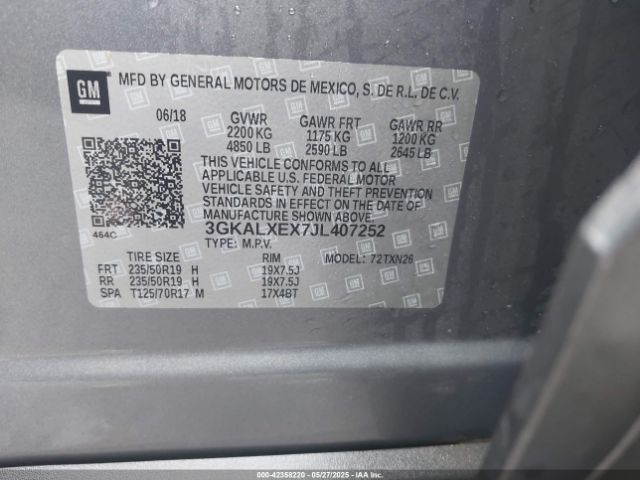 GM MFD BY GENERAL MOTORS DE MEXICO, S. DE R.L. DE C.V.
06/18 GVWR GAWR FRT GAWR RR
2200 KG 1175 KG 1200 KG
4850 LB 2590 LB 2645 LB
THIS VEHICLE CONFORMS TO ALL
APPLICABLE U.S. FEDERAL MOTOR
VEHICLE SAFETY AND THEFT PREVENTION
STANDARDS IN EFFECT ON THE DATE OF
MANUFACTURE SHOWN ABOVE.
464C 3GKALXEX7JL407252
TYPE: M.P.V. MODEL: 72TXN26
TIRE SIZE RIM
FRT 235/50R19 H 19X7.5J
RR 235/50R19 H 19X7.5J
SPA T125/70R17 M 17X4BT
000-42358220 - 05/27/2025 - IAAI.COM